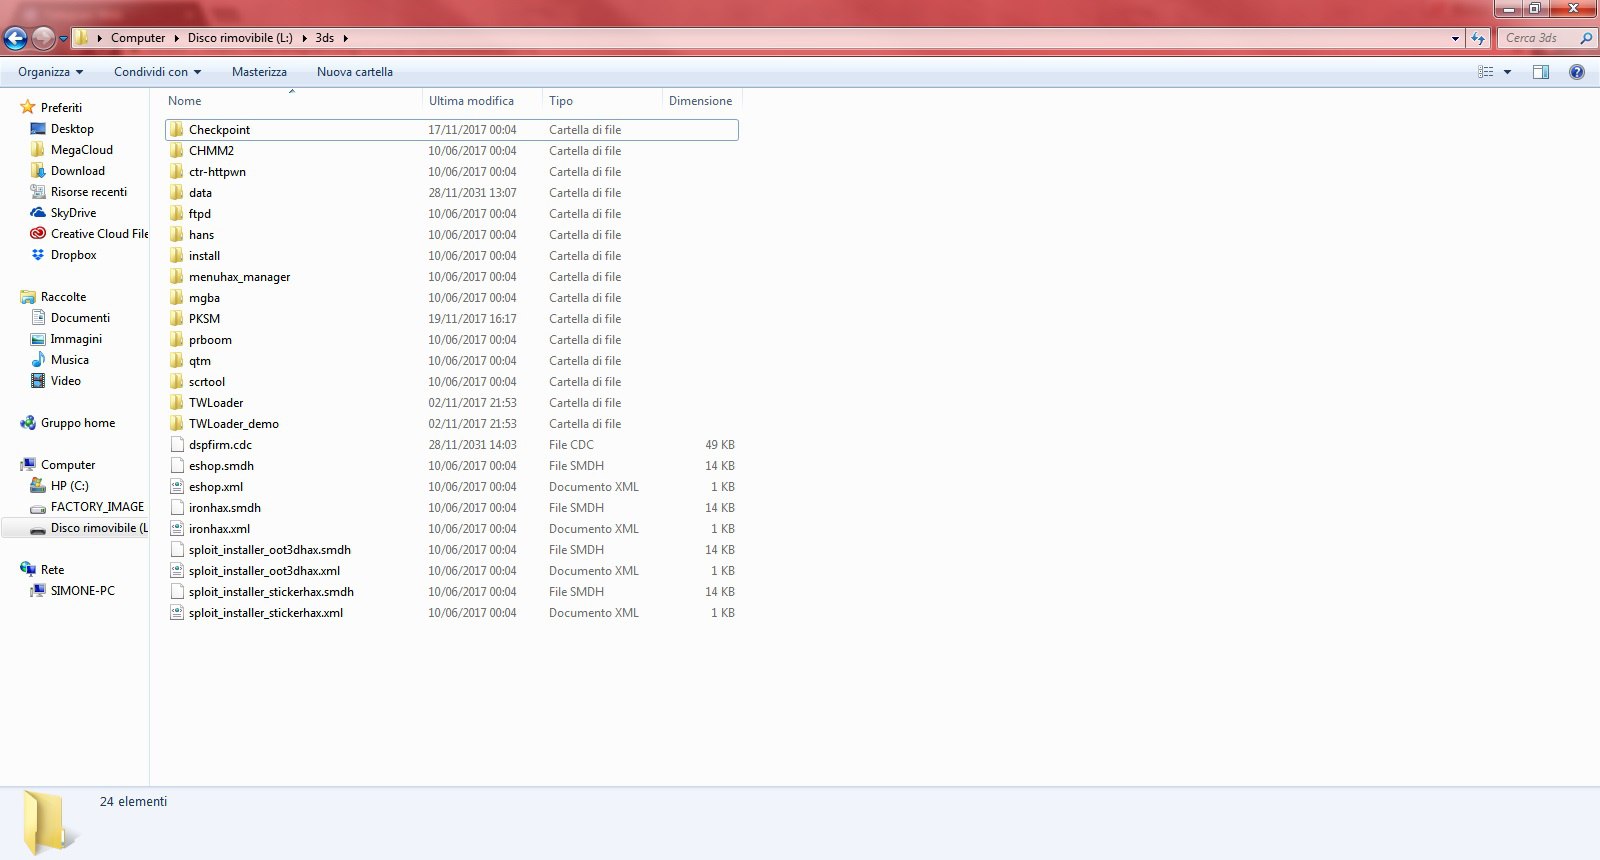 Computer Disco rimovibile (L:) 3ds
Cerca 3ds
Organizza Condividi con Masterizza Nuova cartella
Nome Ultima modifica Tipo Dimensione
Preferiti
Desktop
MegaCloud
Download
Risorse recenti
SkyDrive
Creative Cloud File
Dropbox
Raccolte
Documenti
Immagini
Musica
Video
Gruppo home
Computer
HP (C:)
FACTORY_IMAGE
Disco rimovibile (L
Rete
SIMONE-PC
Checkpoint 17/11/2017 00:04 Cartella di file
CHMM2 10/06/2017 00:04 Cartella di file
ctr-httpwn 10/06/2017 00:04 Cartella di file
data 28/11/2031 13:07 Cartella di file
ftpd 10/06/2017 00:04 Cartella di file
hans 10/06/2017 00:04 Cartella di file
install 10/06/2017 00:04 Cartella di file
menuhax_manager 10/06/2017 00:04 Cartella di file
mgba 10/06/2017 00:04 Cartella di file
PKSM 19/11/2017 16:17 Cartella di file
prboom 10/06/2017 00:04 Cartella di file
qtm 10/06/2017 00:04 Cartella di file
scrtool 10/06/2017 00:04 Cartella di file
TWLoader 02/11/2017 21:53 Cartella di file
TWLoader_demo 02/11/2017 21:53 Cartella di file
dspfirm.cdc 28/11/2031 14:03 File CDC 49 KB
eshop.smdh 10/06/2017 00:04 File SMDH 14 KB
eshop.xml 10/06/2017 00:04 Documento XML 1 KB
ironhax.smdh 10/06/2017 00:04 File SMDH 14 KB
ironhax.xml 10/06/2017 00:04 Documento XML 1 KB
sploit_installer_oot3dhax.smdh 10/06/2017 00:04 File SMDH 14 KB
sploit_installer_oot3dhax.xml 10/06/2017 00:04 Documento XML 1 KB
sploit_installer_stickerhax.smdh 10/06/2017 00:04 File SMDH 14 KB
sploit_installer_stickerhax.xml 10/06/2017 00:04 Documento XML 1 KB
24 elementi